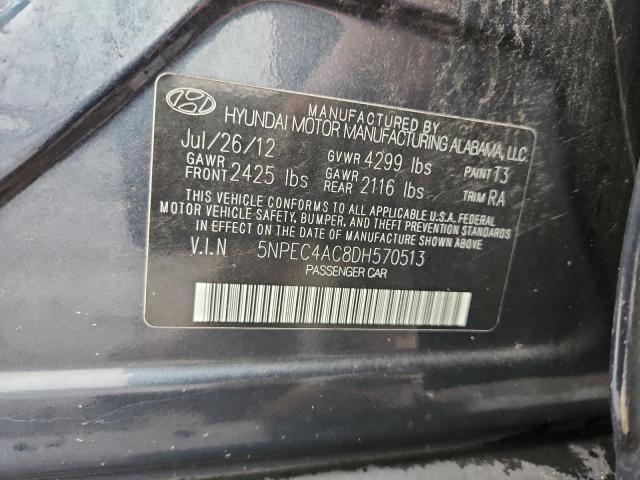 MANUFACTURED BY
HYUNDAI MOTOR MANUFACTURING ALABAMA, LLC.
Jul/26/12 GVWR 4299 lbs PAINT T3
GAWR FRONT 2425 lbs GAWR REAR 2116 lbs TRIM RA
THIS VEHICLE CONFORMS TO ALL APPLICABLE U.S.A. FEDERAL
MOTOR VEHICLE SAFETY, BUMPER, AND THEFT PREVENTION STANDARDS
IN EFFECT ON THE DATE OF MANUFACTURE SHOWN ABOVE.
V.I.N 5NPEC4AC8DH570513
PASSENGER CAR